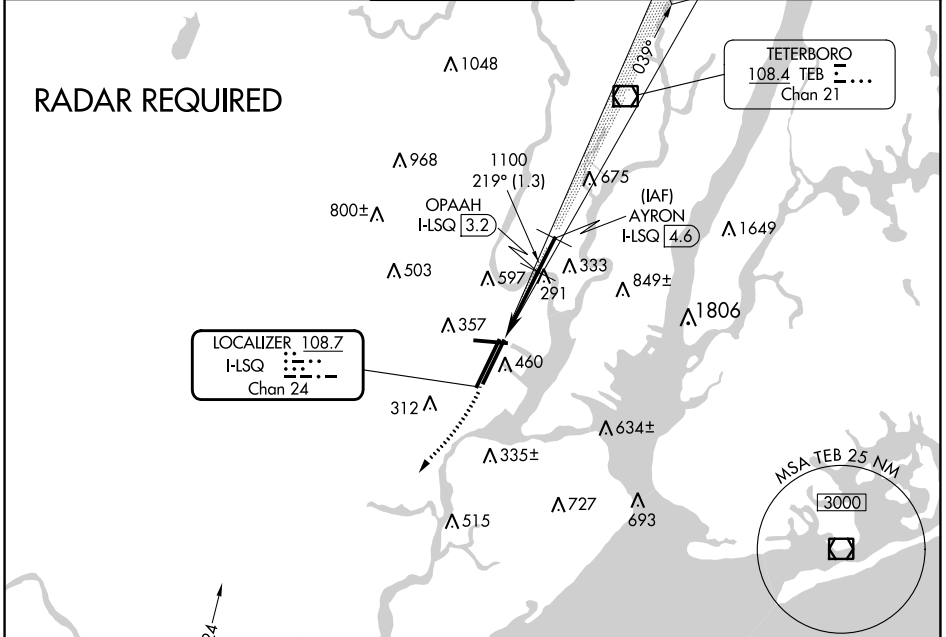 RADAR REQUIRED
1048
039°
TETERBORO
108.4 TEB
Chan 21
968
1100
219° (1.3)
675
800±
OPAAH
I-LSQ 3.2
(IAF)
AYRON
I-LSQ 4.6
1649
503
597
291
333
849±
357
1806
LOCALIZER 108.7
I-LSQ
Chan 24
460
312
634±
335±
MSA TEB 25 NM
3000
515
727
693